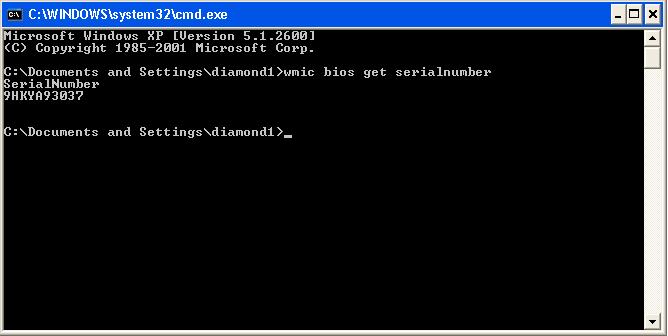 C:\WINDOWS\system32\cmd.exe
Microsoft Windows XP [Version 5.1.2600]
(C) Copyright 1985-2001 Microsoft Corp.
C:\Documents and Settings\diamond1>wmic bios get serialnumber
SerialNumber
9HKYA93037
C:\Documents and Settings\diamond1>_